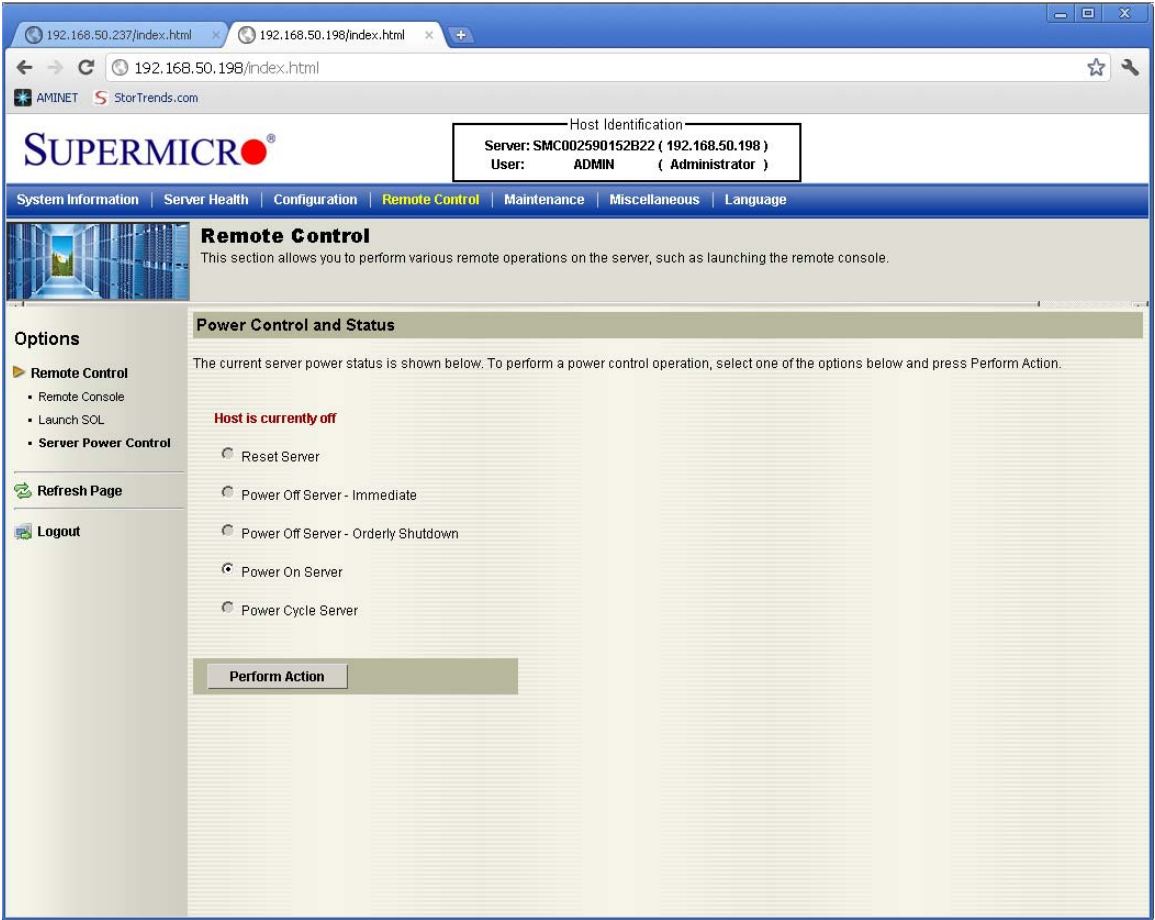 192.168.50.237/index.htm
192.168.50.198/index.html
192.168.50.198/index.html
AMINET StorTrends.com
SUPERMICRO®
Host Identification
Server: SMC002590152B22 ( 192.168.50.198 )
User: ADMIN ( Administrator )
System Information | Server Health | Configuration | Remote Control | Maintenance | Miscellaneous | Language
Remote Control
This section allows you to perform various remote operations on the server, such as launching the remote console.
Options
Remote Control
Remote Console
Launch SOL
Server Power Control
Refresh Page
Logout
Power Control and Status
The current server power status is shown below. To perform a power control operation, select one of the options below and press Perform Action.
Host is currently off
Reset Server
Power Off Server - Immediate
Power Off Server - Orderly Shutdown
Power On Server
Power Cycle Server
Perform Action